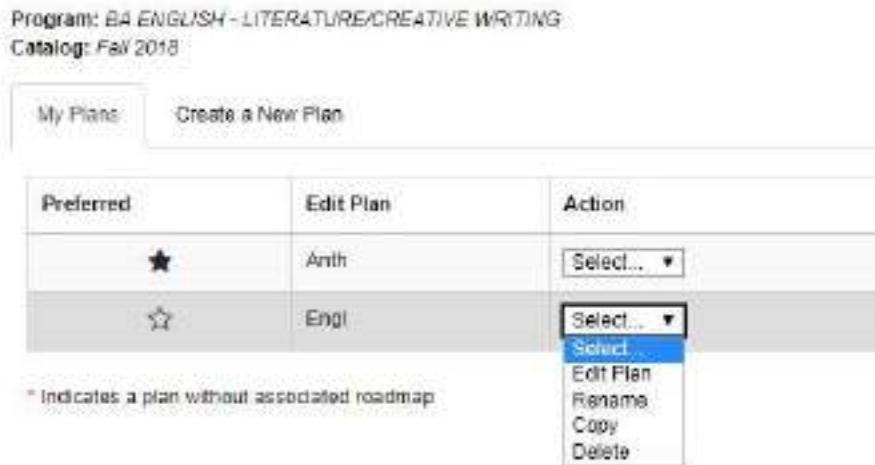 Program: BA ENGLISH - LITERATURE/CREATIVE WRITING
Catalog: Fall 2018
My Plans Create a New Plan
Preferred Edit Plan Action
★ Anth Select... ▼
☆ Engl Select... ▼
Select...
Edit Plan
Rename
Copy
Delete
* Indicates a plan without associated roadmap